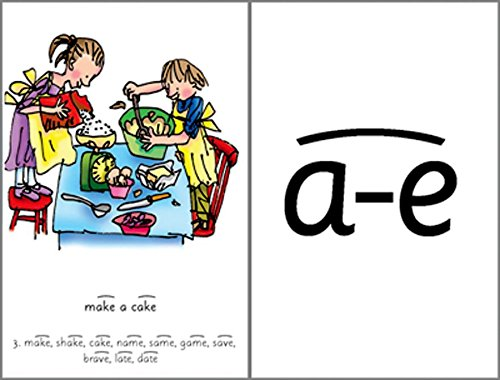 make a cake
3. make, shake, cake, name, same, game, save,
brave, late, date
a-e